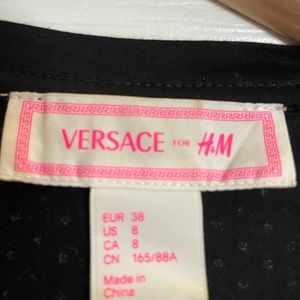 VERSACE FOR H&M
EUR 38
US 8
CA 8
CN 165/88A
Made in
China